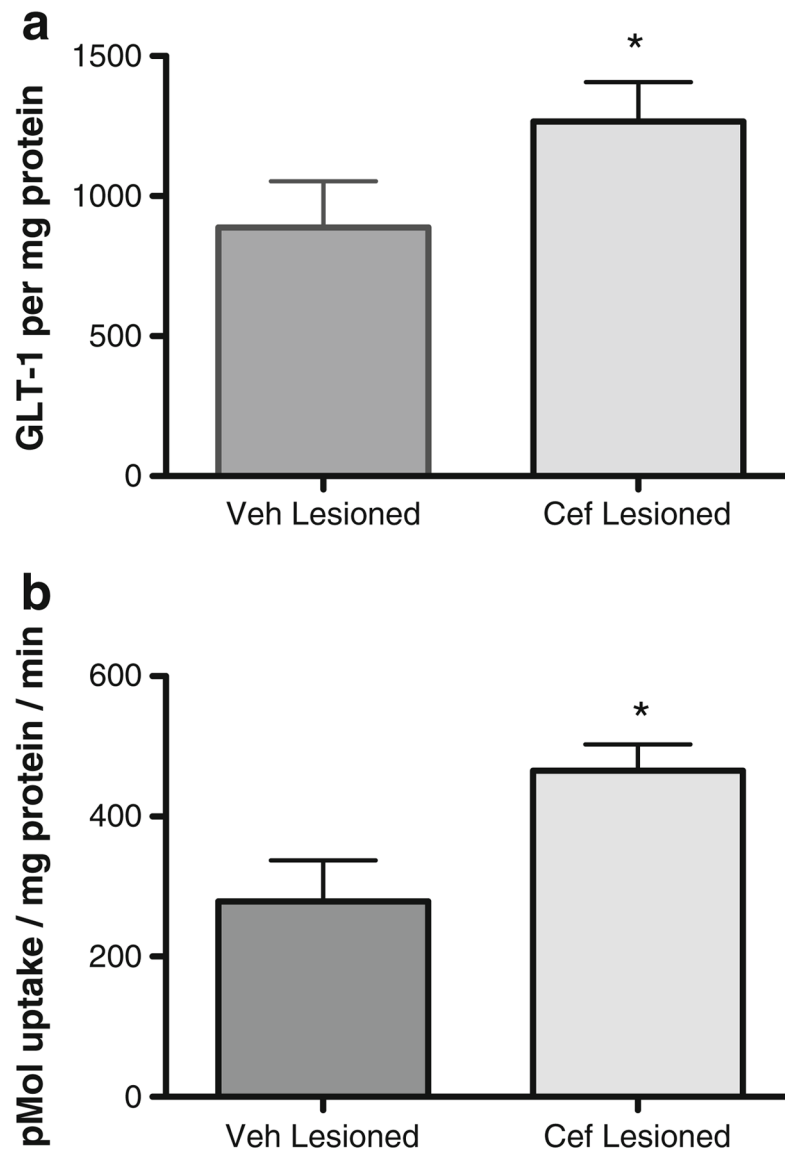 a
GLT-1 per mg protein
1500
1000
500
0
*
Veh Lesioned
Cef Lesioned
b
pMol uptake / mg protein / min
600
400
200
0
*
Veh Lesioned
Cef Lesioned